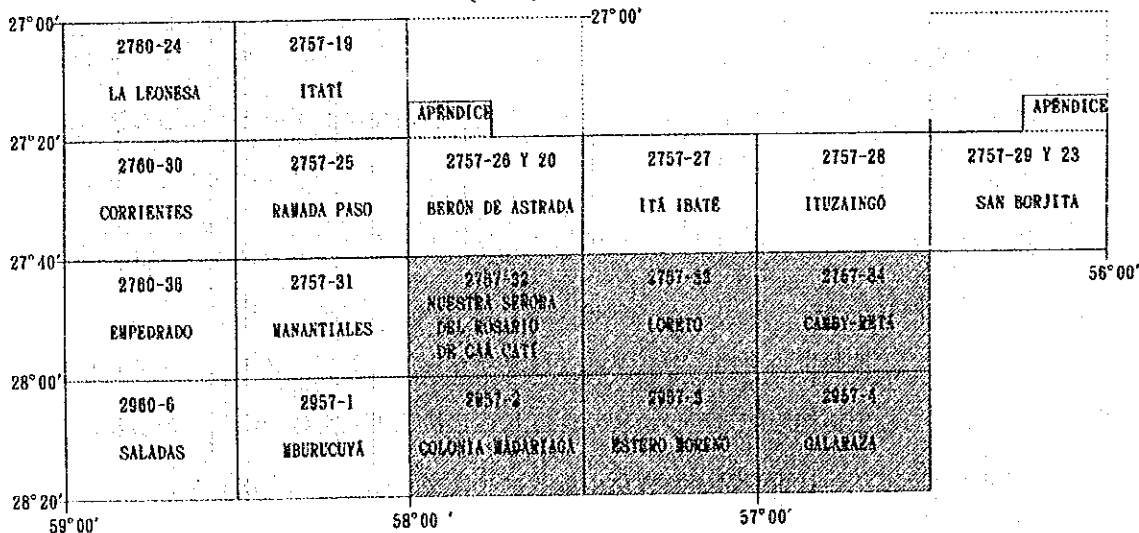 27°00'
27°00'
2760-24
2757-19
LA LEONESA
ITATÍ
APÉNDICE
APÉNDICE
27°20'
2760-30
2757-25
2757-26 Y 20
2757-27
2757-28
2757-29 Y 23
CORRIENTES
RAMADA PASO
BERÓN DE ASTRADA
ITÁ IBATÉ
ITUZAINGÓ
SAN BORJITA
27°40'
56°00'
2760-36
2757-31
2757-32
2757-33
2757-34
NUESTRA SEÑORA
DEL ROSARIO
DE CAÁ CATÍ
EMPEDRADO
MANANTIALES
LORETO
CAMBY-RETÁ
28°00'
2960-6
2957-1
2957-2
2957-3
2957-4
SALADAS
MBURUCUYÁ
COLONIA MADARIAGA
ESTERO MORENO
GALARAZA
28°20'
59°00'
58°00'
57°00'